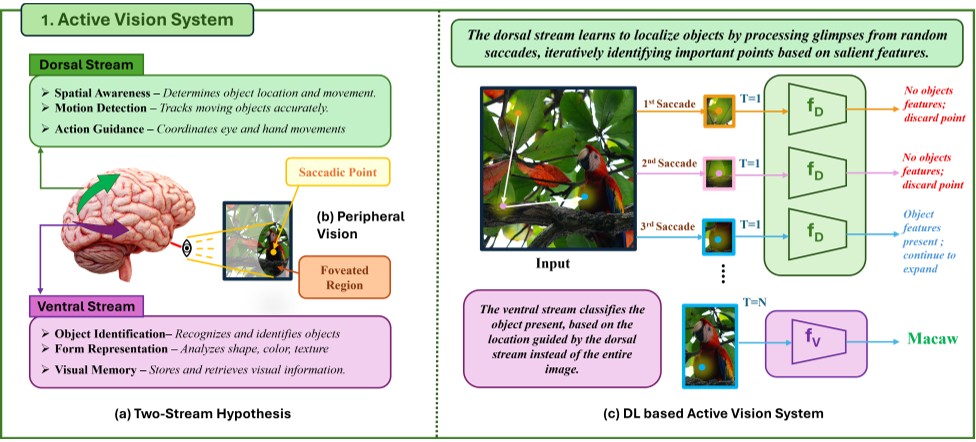 1. Active Vision System
Dorsal Stream
➢ Spatial Awareness – Determines object location and movement.
➢ Motion Detection – Tracks moving objects accurately.
➢ Action Guidance – Coordinates eye and hand movements
Saccadic Point
(b) Peripheral
Vision
Foveated
Region
Ventral Stream
➢ Object Identification– Recognizes and identifies objects
➢ Form Representation – Analyzes shape, color, texture
➢ Visual Memory – Stores and retrieves visual information.
(a) Two-Stream Hypothesis
The dorsal stream learns to localize objects by processing glimpses from random
saccades, iteratively identifying important points based on salient features.
1st Saccade
T=1
fD
No objects
features;
discard point
2nd Saccade
T=1
fD
No objects
features;
discard point
3rd Saccade
T=1
fD
Object
features
present ;
continue to
expand
Input
The ventral stream classifies the
object present, based on the
location guided by the dorsal
stream instead of the entire
image.
T=N
fV
Macaw
(c) DL based Active Vision System